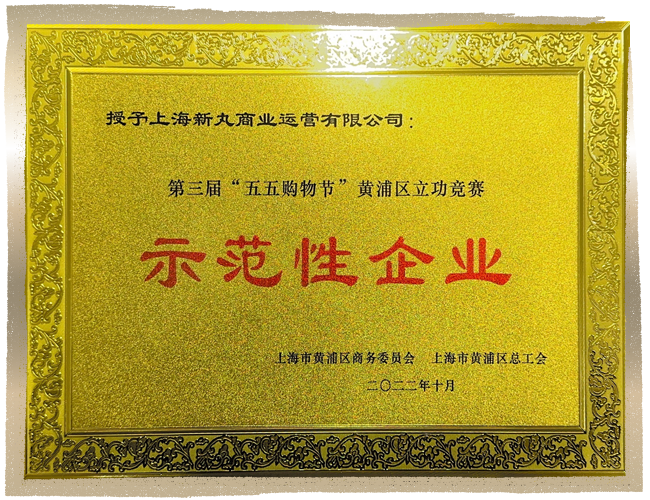 授予上海新丸商业运营有限公司：
第三届“五五购物节”黄浦区立功竞赛
示范性企业
上海市黄浦区商务委员会 上海市黄浦区总工会
二〇二二年十月